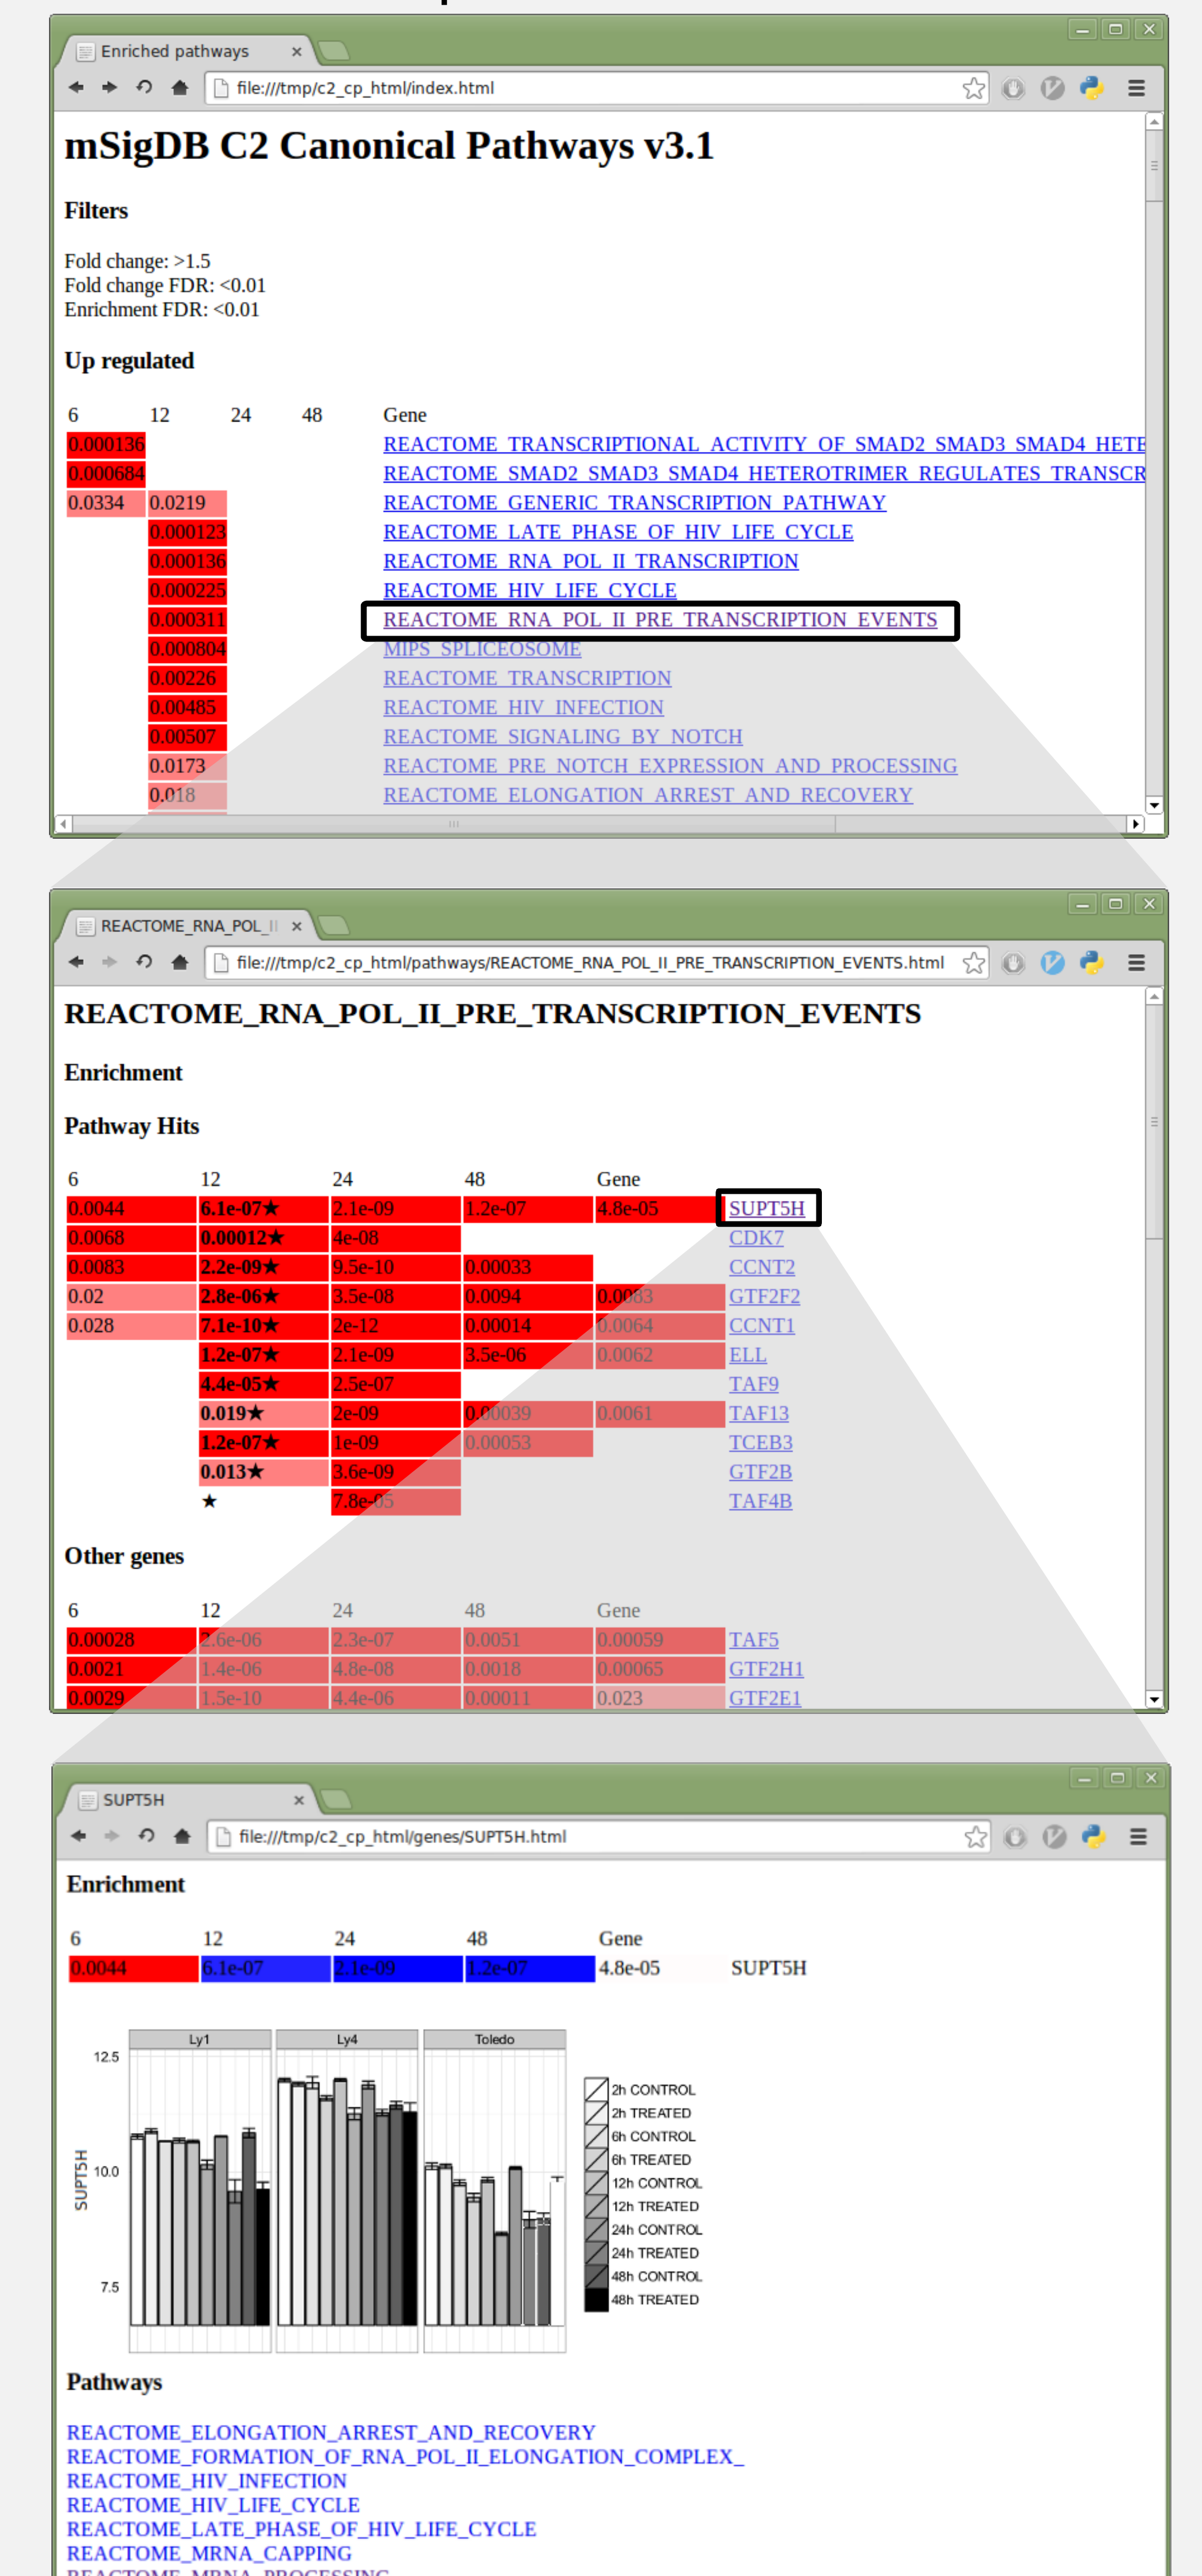 Enriched pathways
file:///tmp/c2_cp_html/index.html
mSigDB C2 Canonical Pathways v3.1
Filters
Fold change: >1.5
Fold change FDR: <0.01
Enrichment FDR: <0.01
Up regulated
6 12 24 48 Gene
0.000136 REACTOME_TRANSCRIPTIONAL_ACTIVITY_OF_SMAD2_SMAD3_SMAD4_HETE
0.000684 REACTOME_SMAD2_SMAD3_SMAD4_HETEROTRIMER_REGULATES_TRANSCR
0.0334 0.0219 REACTOME_GENERIC_TRANSCRIPTION_PATHWAY
0.000123 REACTOME_LATE_PHASE_OF_HIV_LIFE_CYCLE
0.000136 REACTOME_RNA_POL_II_TRANSCRIPTION
0.000225 REACTOME_HIV_LIFE_CYCLE
0.000311 REACTOME_RNA_POL_II_PRE_TRANSCRIPTION_EVENTS
0.000804 MIPS_SPLICEOSOME
0.00226 REACTOME_TRANSCRIPTION
0.00485 REACTOME_HIV_INFECTION
0.00507 REACTOME_SIGNALING_BY_NOTCH
0.0173 REACTOME_PRE_NOTCH_EXPRESSION_AND_PROCESSING
0.018 REACTOME_ELONGATION_ARREST_AND_RECOVERY
REACTOME_RNA_POL_II
file:///tmp/c2_cp_html/pathways/REACTOME_RNA_POL_II_PRE_TRANSCRIPTION_EVENTS.html
REACTOME_RNA_POL_II_PRE_TRANSCRIPTION_EVENTS
Enrichment
Pathway Hits
6 12 24 48 Gene
0.0044 6.1e-07★ 2.1e-09 1.2e-07 4.8e-05 SUPT5H
0.0068 0.00012★ 4e-08 CDK7
0.0083 2.2e-09★ 9.5e-10 0.00033 CCNT2
0.02 2.8e-06★ 3.5e-08 0.0094 0.0083 GTF2F2
0.028 7.1e-10★ 2e-12 0.00014 0.0064 CCNT1
1.2e-07★ 2.1e-09 3.5e-06 0.0062 ELL
4.4e-05★ 2.5e-07 TAF9
0.019★ 2e-09 0.00039 0.0061 TAF13
1.2e-07★ 1e-09 0.00053 TCEB3
0.013★ 3.6e-09 GTF2B
★ 7.8e-05 TAF4B
Other genes
6 12 24 48 Gene
0.00028 2.6e-06 2.3e-07 0.0051 0.00059 TAF5
0.0021 1.4e-06 4.8e-08 0.0018 0.00065 GTF2H1
0.0029 1.5e-10 4.4e-06 0.00011 0.023 GTF2E1
SUPT5H
file:///tmp/c2_cp_html/genes/SUPT5H.html
Enrichment
6 12 24 48 Gene
0.0044 6.1e-07 2.1e-09 1.2e-07 4.8e-05 SUPT5H
Ly1 Ly4 Toledo
12.5
10.0
7.5
SUPT5H
2h CONTROL
2h TREATED
6h CONTROL
6h TREATED
12h CONTROL
12h TREATED
24h CONTROL
24h TREATED
48h CONTROL
48h TREATED
Pathways
REACTOME_ELONGATION_ARREST_AND_RECOVERY
REACTOME_FORMATION_OF_RNA_POL_II_ELONGATION_COMPLEX_
REACTOME_HIV_INFECTION
REACTOME_HIV_LIFE_CYCLE
REACTOME_LATE_PHASE_OF_HIV_LIFE_CYCLE
REACTOME_MRNA_CAPPING
REACTOME_MRNA_PROCESSING